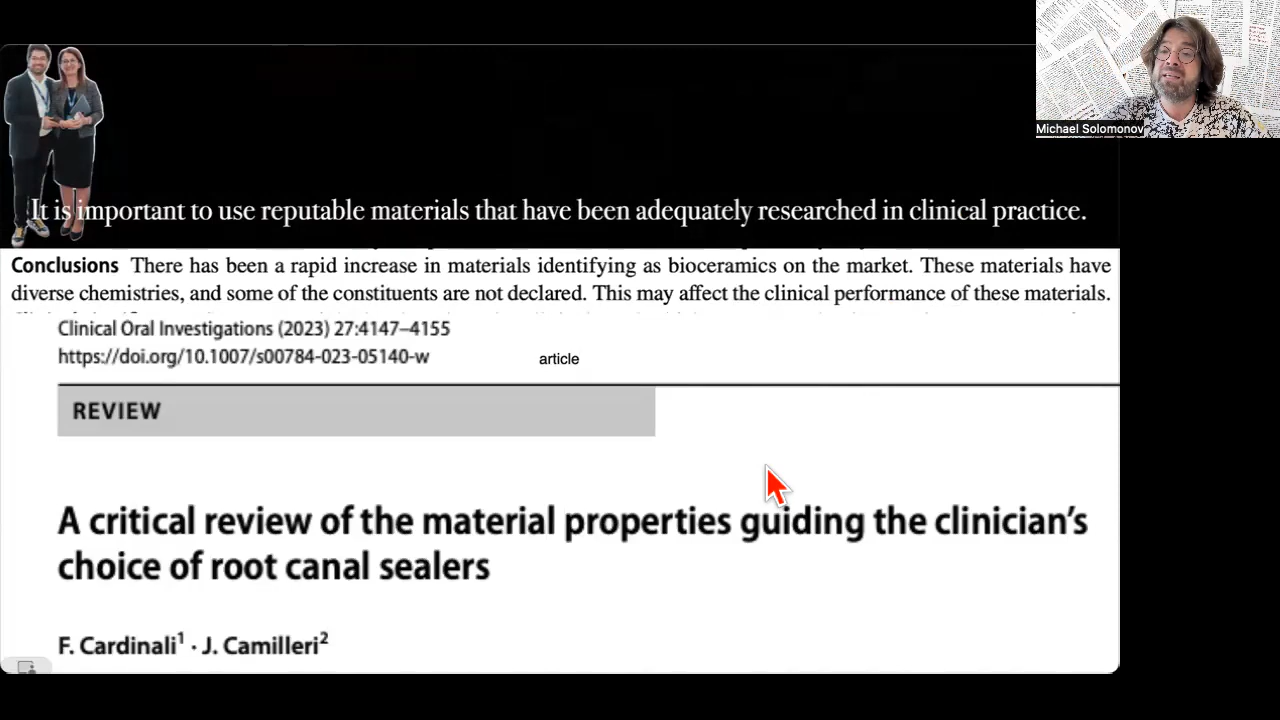 Michael Solomonov
It is important to use reputable materials that have been adequately researched in clinical practice.
Conclusions There has been a rapid increase in materials identifying as bioceramics on the market. These materials have
diverse chemistries, and some of the constituents are not declared. This may affect the clinical performance of these materials.
Clinical Oral Investigations (2023) 27:4147–4155
https://doi.org/10.1007/s00784-023-05140-w
article
REVIEW
A critical review of the material properties guiding the clinician's
choice of root canal sealers
F. Cardinali1 · J. Camilleri2